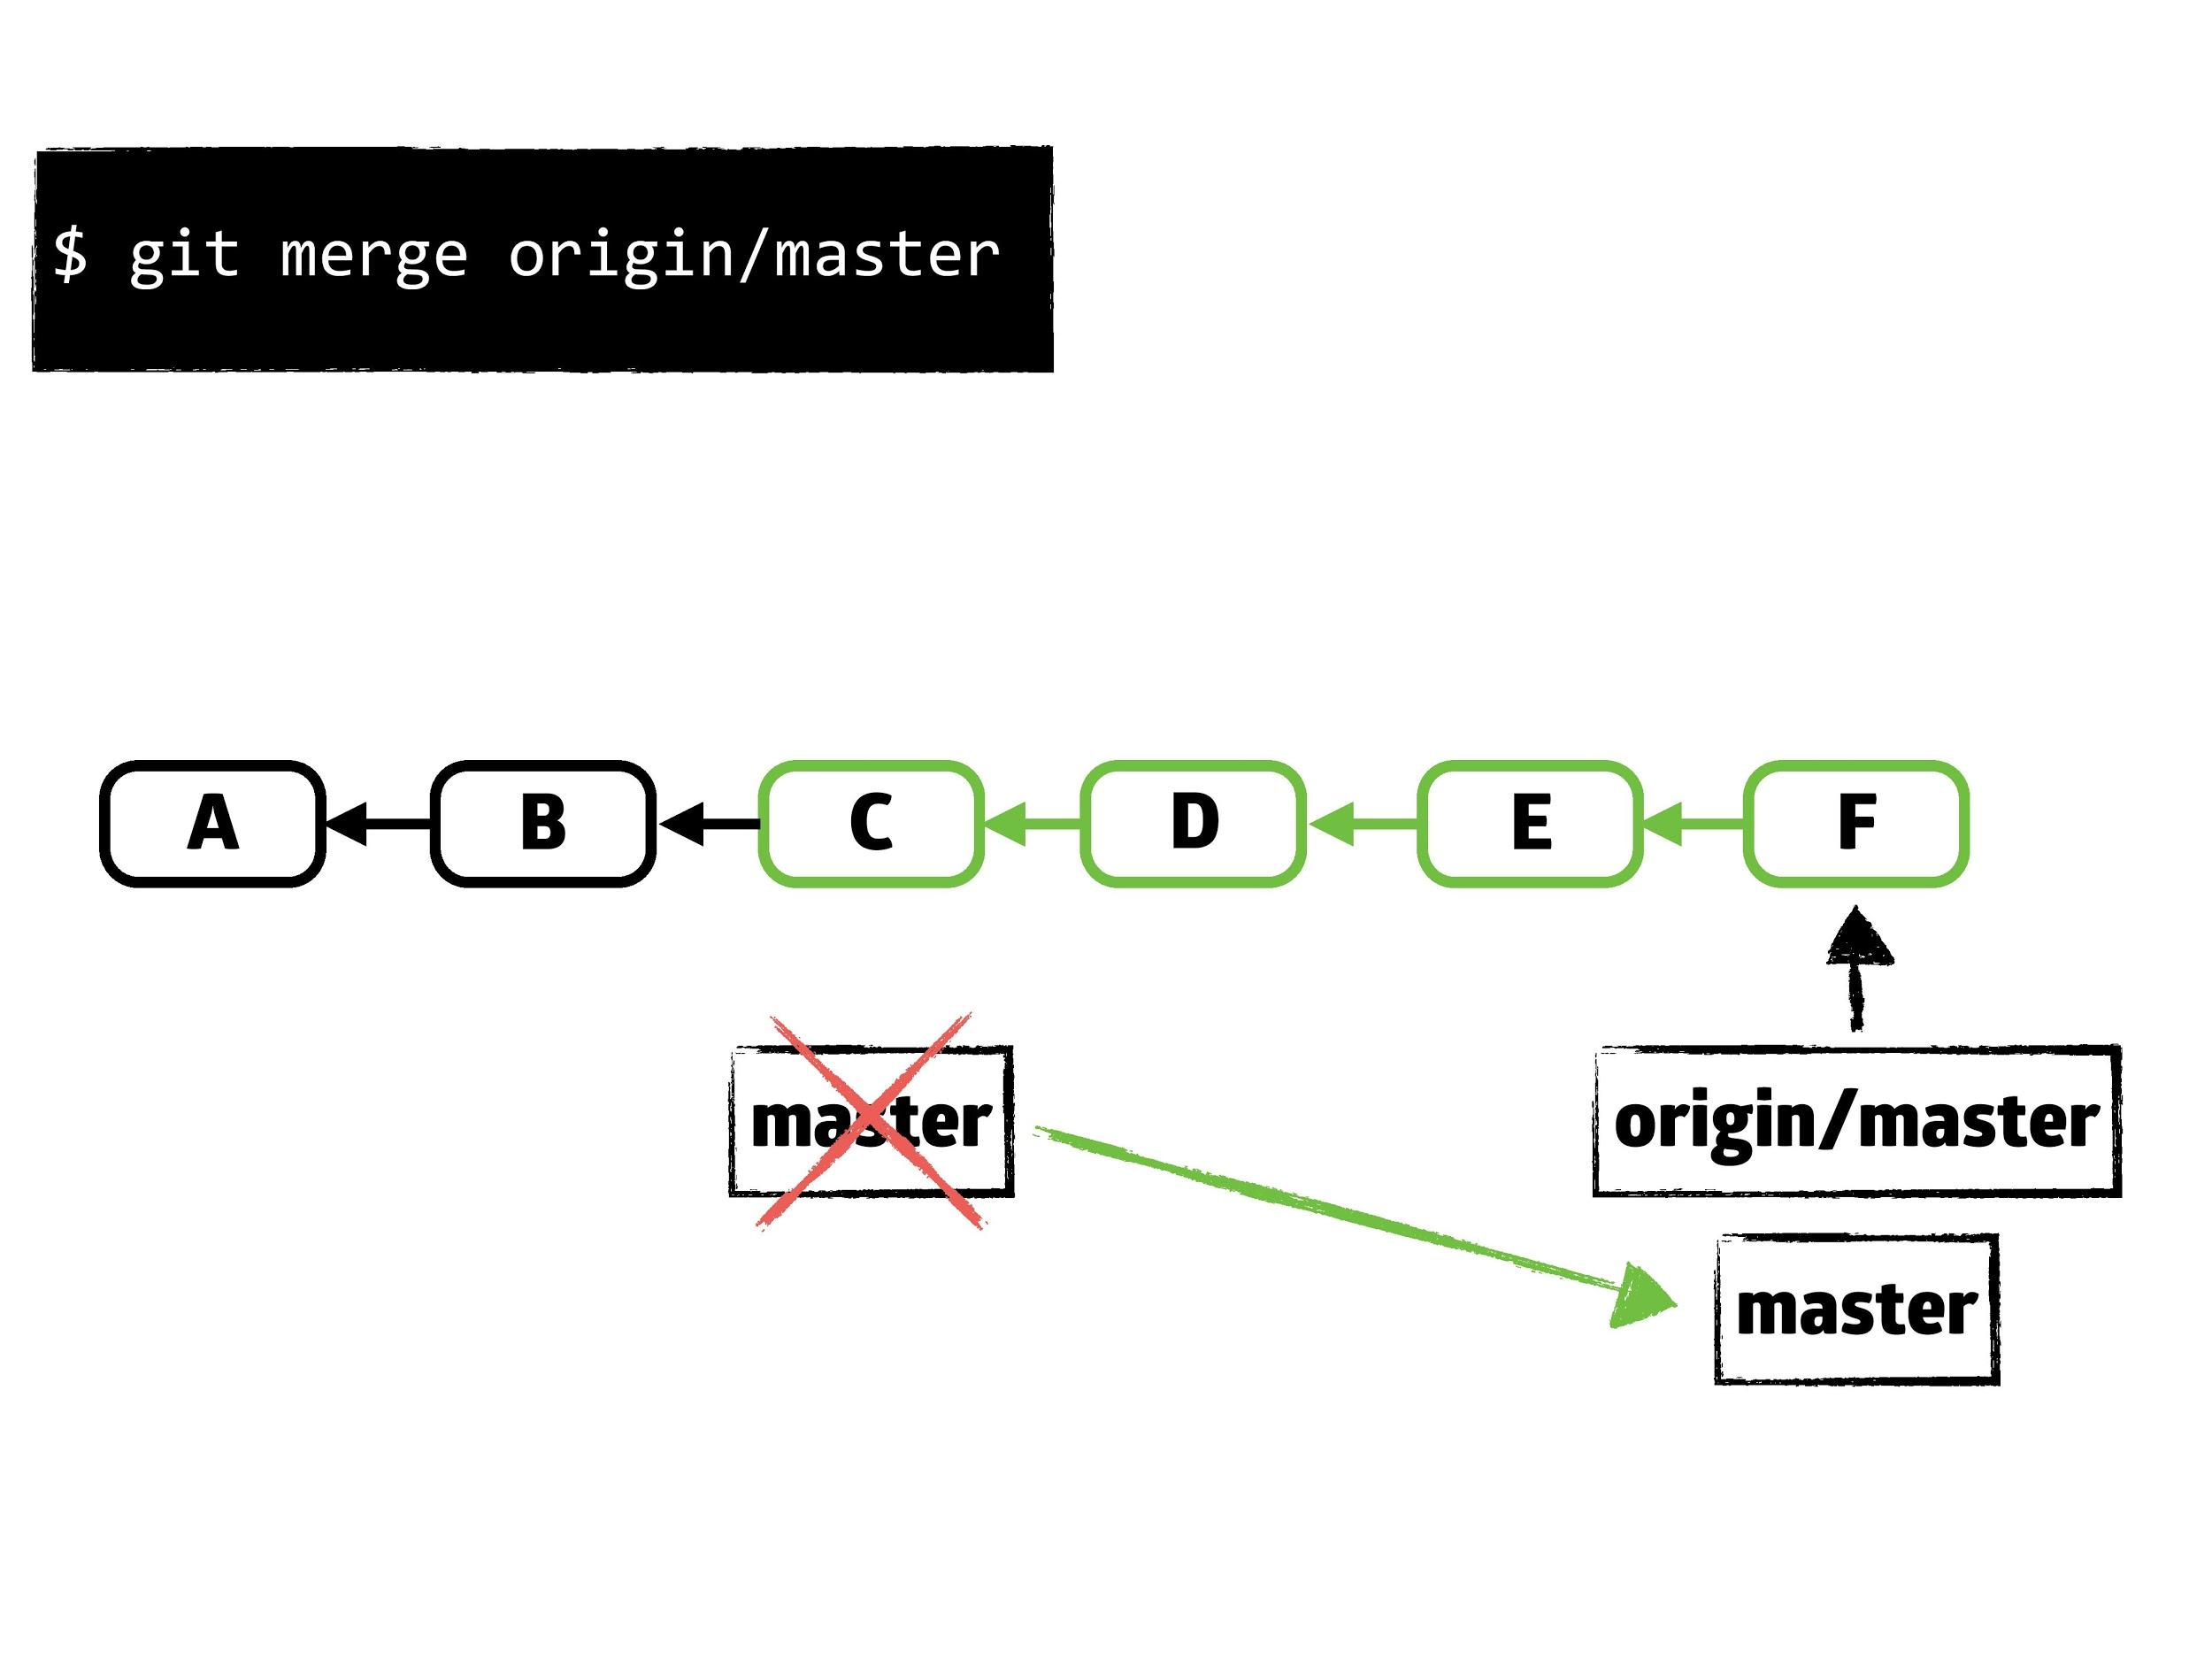 $ git merge origin/master
A B C D E F
master origin/master
master